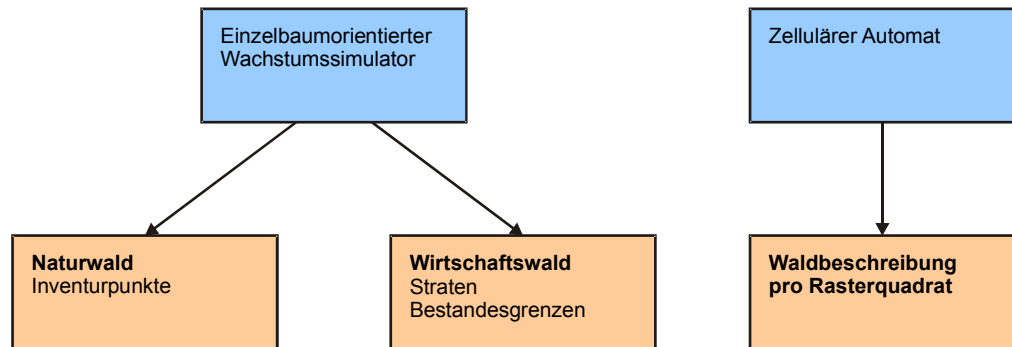 Einzelbaumorientierter
Wachstumssimulator
Zellulärer Automat
Naturwald
Inventurpunkte
Wirtschaftswald
Straten
Bestandesgrenzen
Waldbeschreibung
pro Rasterquadrat